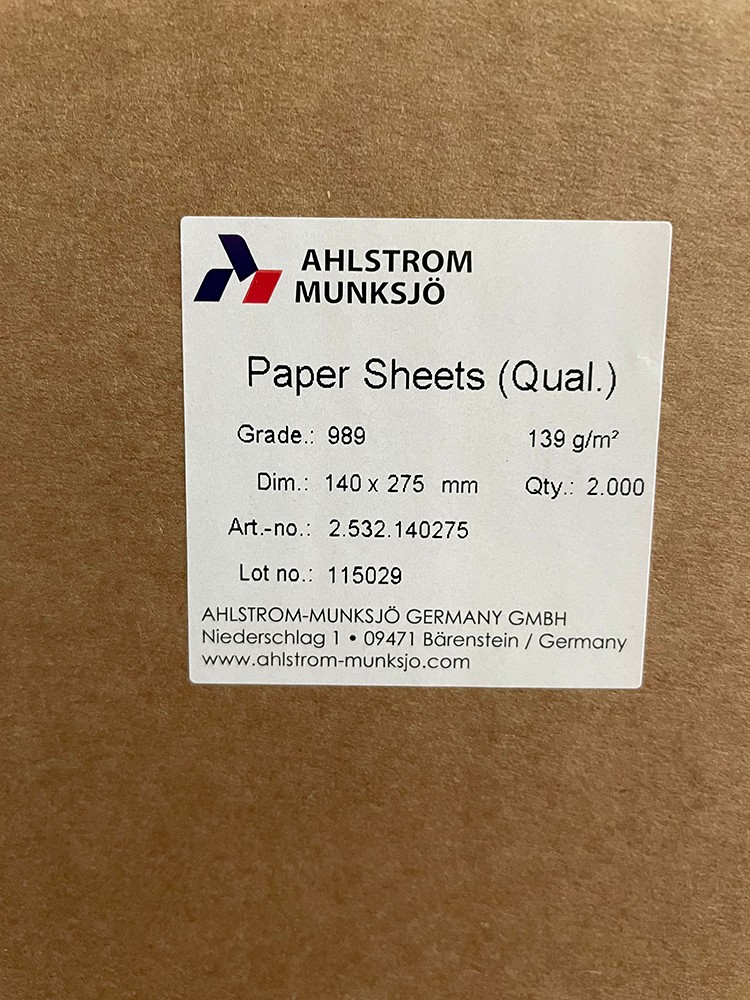 AHLSTROM
MUNKSJÖ
Paper Sheets (Qual.)
Grade.: 989 139 g/m²
Dim.: 140 x 275 mm Qty.: 2.000
Art.-no.: 2.532.140275
Lot no.: 115029
AHLSTROM-MUNKSJÖ GERMANY GMBH
Niederschlag 1 • 09471 Bärenstein / Germany
www.ahlstrom-munksjo.com